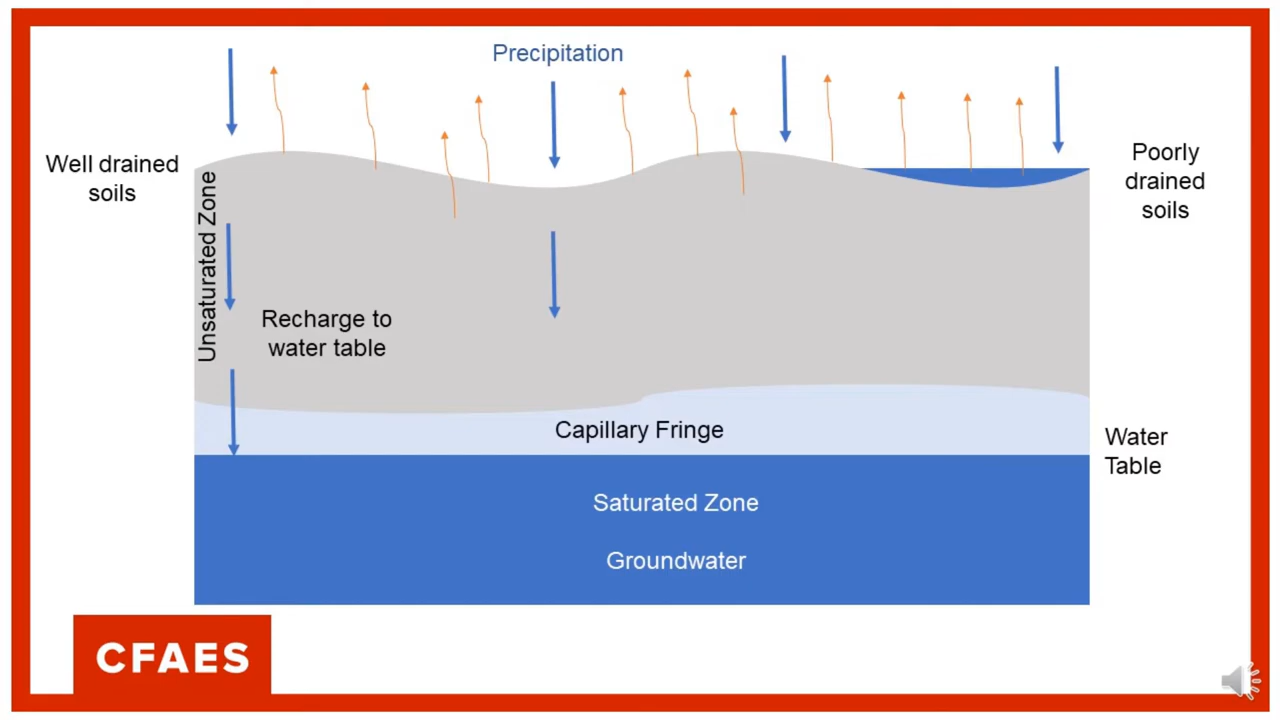 Precipitation
Well drained
soils
Poorly
drained
soils
Unsaturated Zone
Recharge to
water table
Capillary Fringe
Water
Table
Saturated Zone
Groundwater
CFAES